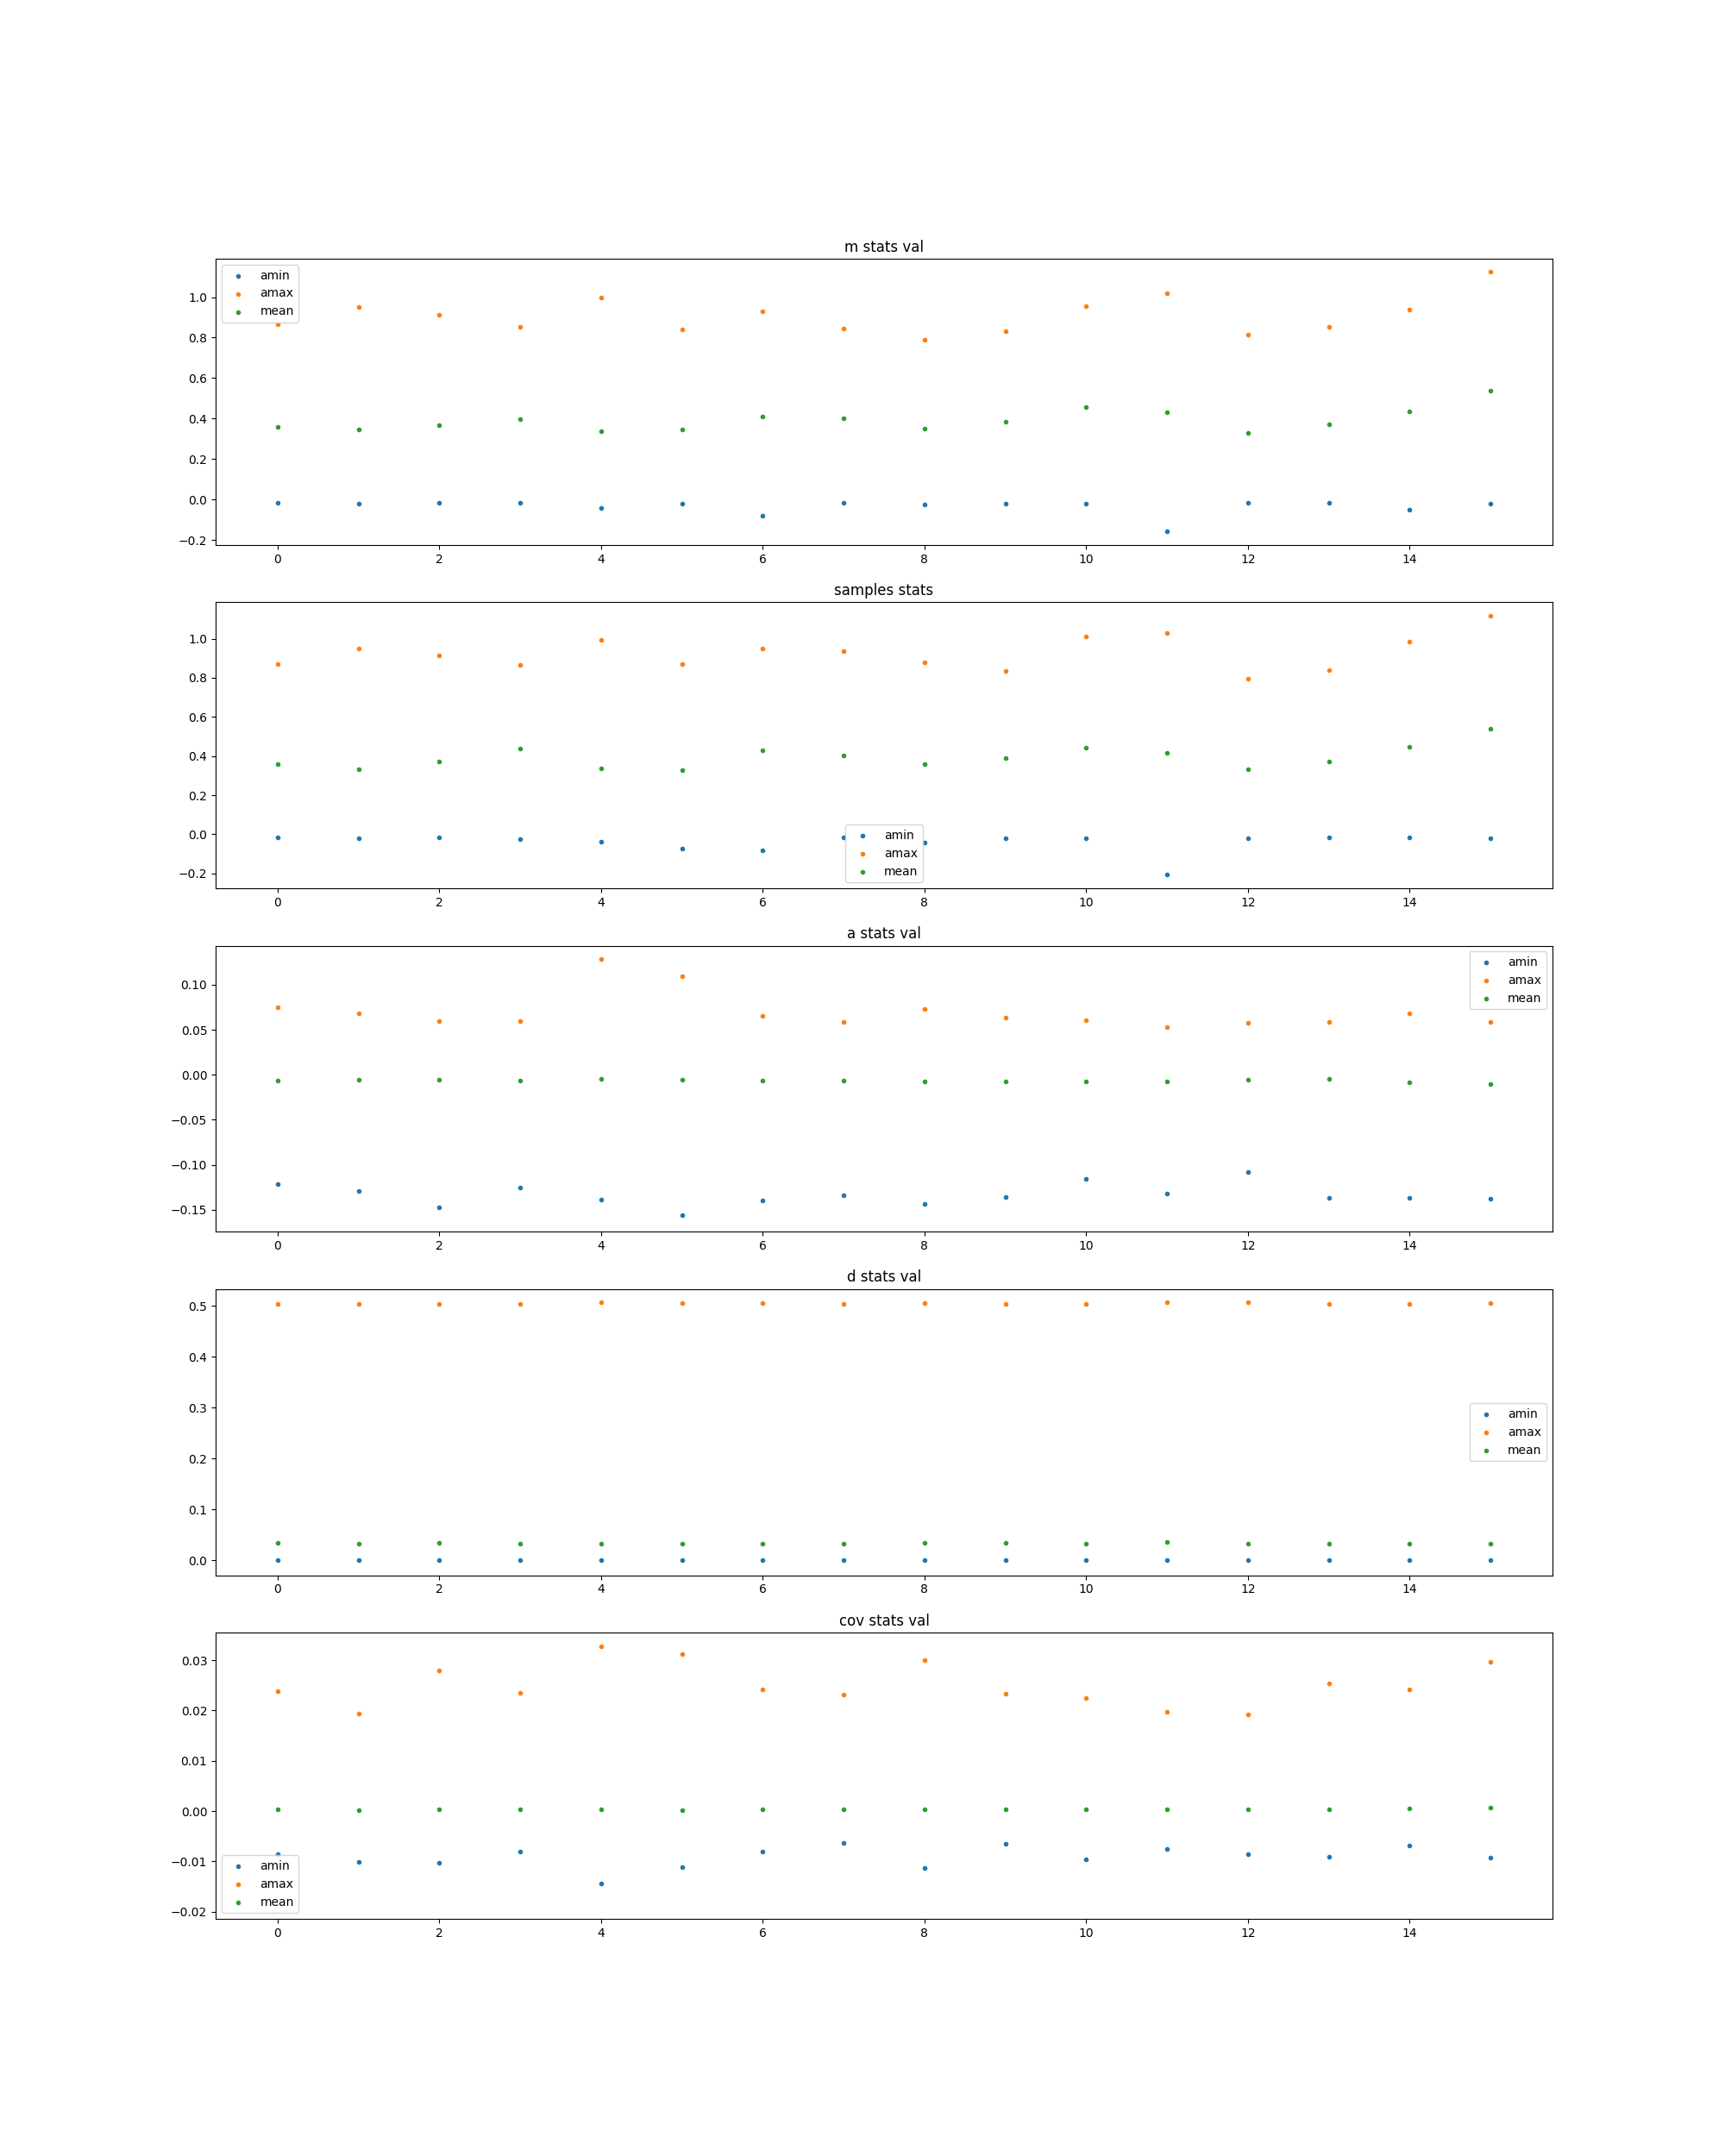 m stats val
amin
amax
mean
1.0
0.8
0.6
0.4
0.2
0.0
−0.2
0 2 4 6 8 10 12 14
samples stats
1.0
0.8
0.6
0.4
0.2
0.0
−0.2
amin
amax
mean
0 2 4 6 8 10 12 14
a stats val
amin
amax
mean
0.10
0.05
0.00
−0.05
−0.10
−0.15
0 2 4 6 8 10 12 14
d stats val
0.5
0.4
0.3
0.2
0.1
0.0
amin
amax
mean
0 2 4 6 8 10 12 14
cov stats val
0.03
0.02
0.01
0.00
−0.01
−0.02
amin
amax
mean
0 2 4 6 8 10 12 14